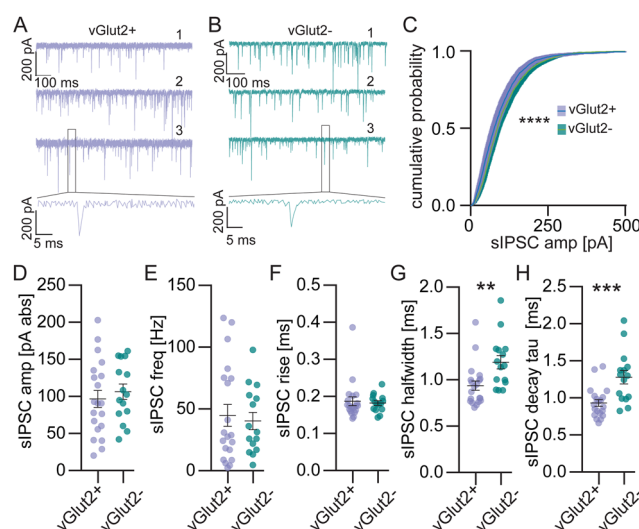 A
vGlut2+
1
200 pA
100 ms
2
3
200 pA
5 ms
B
vGlut2-
1
200 pA
100 ms
2
3
200 pA
5 ms
C
cumulative probability
1.0
0.5
0.0
0
250
500
sIPSC amp [pA]
****
vGlut2+
vGlut2-
D
sIPSC amp [pA abs]
250
200
150
100
50
0
vGlut2+
vGlut2-
E
sIPSC freq [Hz]
150
100
50
0
vGlut2+
vGlut2-
F
sIPSC rise [ms]
0.5
0.4
0.3
0.2
0.1
0.0
vGlut2+
vGlut2-
G
sIPSC halfwidth [ms]
2.0
1.5
1.0
0.5
0.0
**
vGlut2+
vGlut2-
H
sIPSC decay tau [ms]
2.5
2.0
1.5
1.0
0.5
0.0
***
vGlut2+
vGlut2-